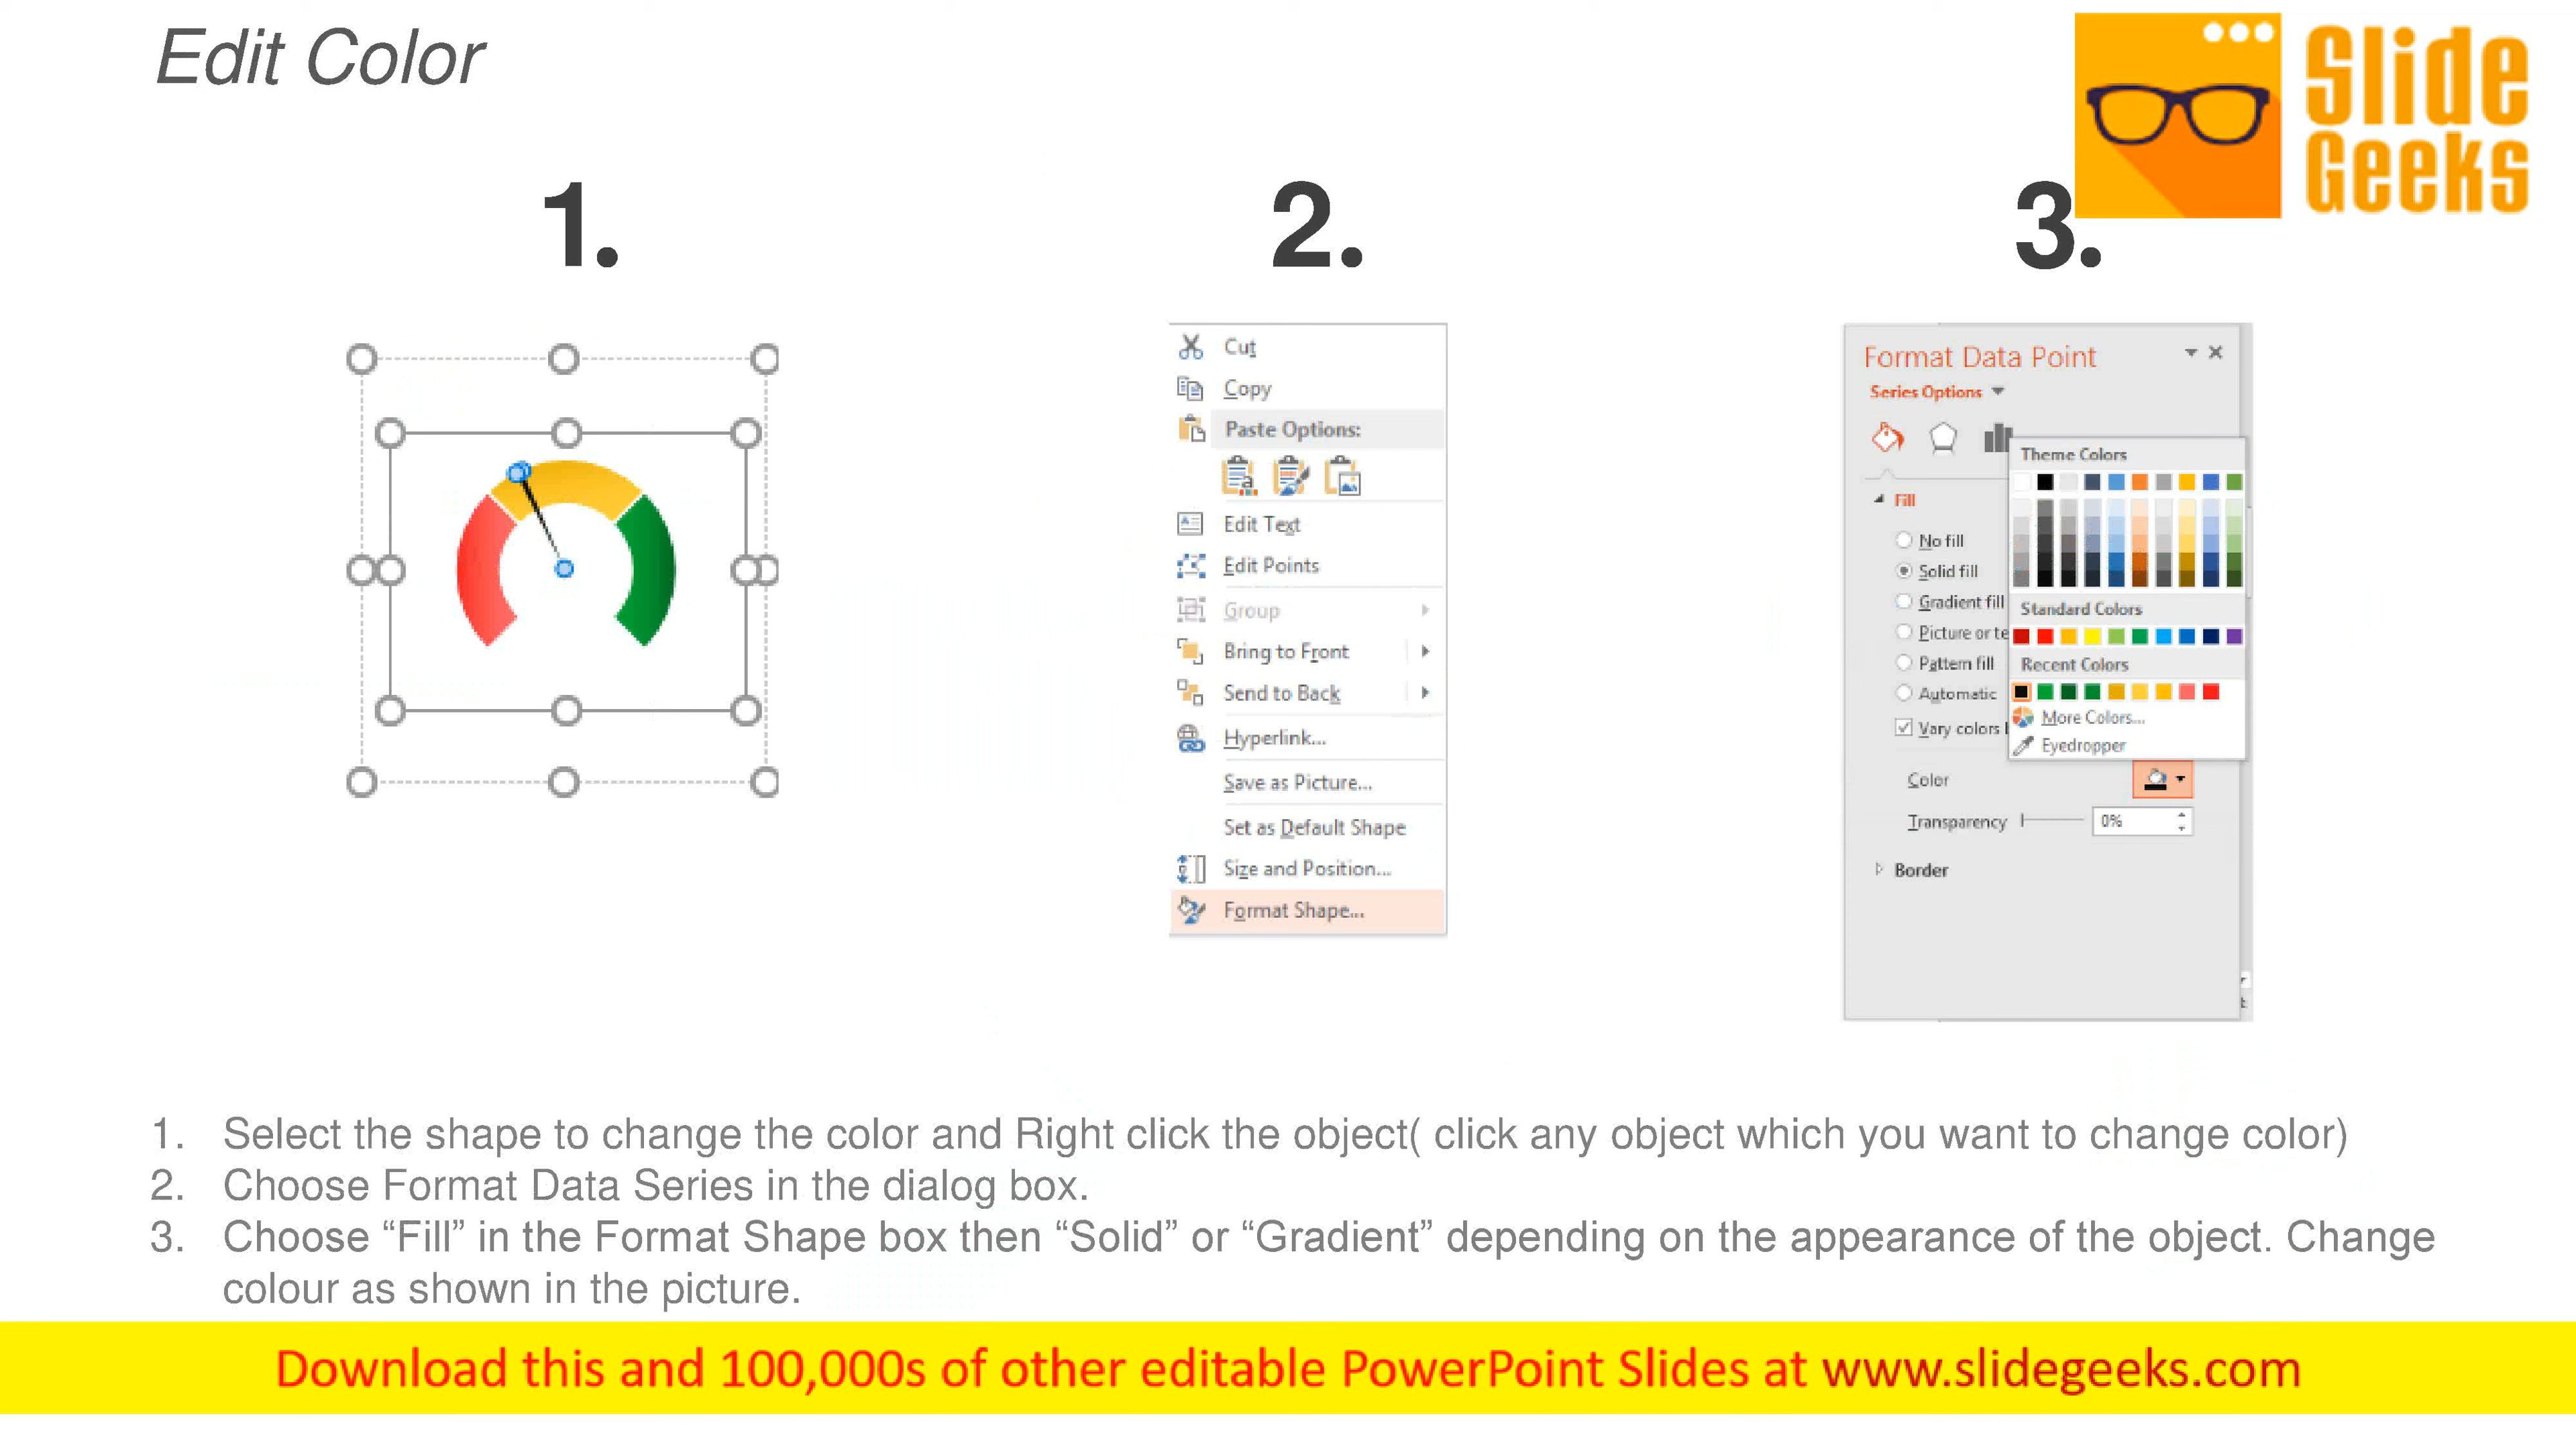 Edit Color
Slide
Geeks
1.
2.
3.
Cut
Copy
Paste Options:
Edit Text
Edit Points
Group
Bring to Front
Send to Back
Hyperlink...
Save as Picture...
Set as Default Shape
Size and Position...
Format Shape...
Format Data Point
Series Options
Fill
No fill
Solid fill
Gradient fill
Picture or te
Pattern fill
Automatic
Vary colors
Theme Colors
Standard Colors
Recent Colors
More Colors...
Eyedropper
Color
Transparency 0%
Border
1. Select the shape to change the color and Right click the object( click any object which you want to change color)
2. Choose Format Data Series in the dialog box.
3. Choose “Fill” in the Format Shape box then “Solid” or “Gradient” depending on the appearance of the object. Change
colour as shown in the picture.
Download this and 100,000s of other editable PowerPoint Slides at www.slidegeeks.com